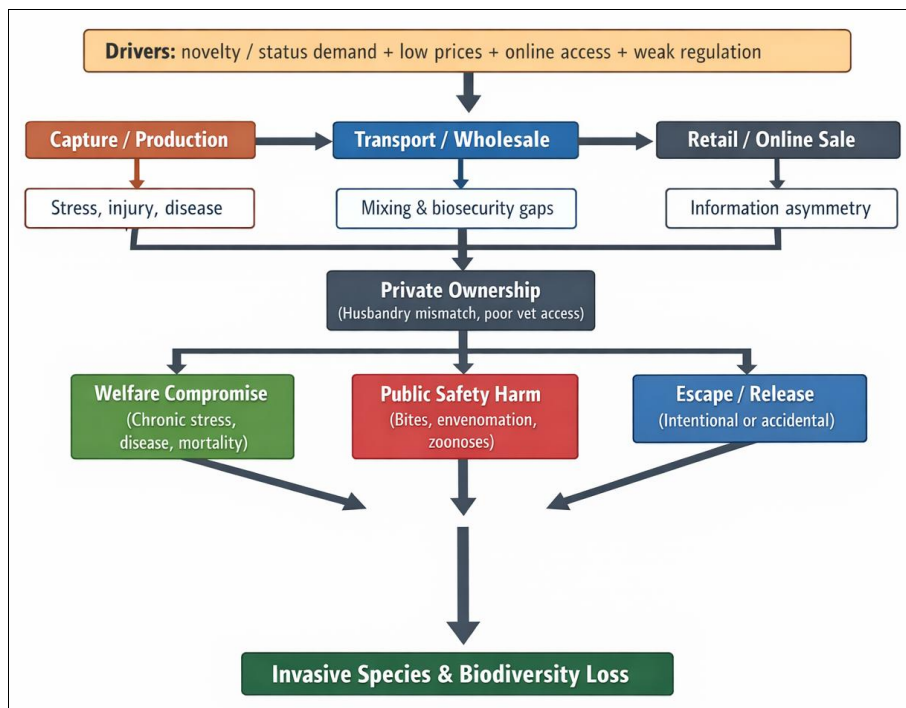 Drivers: novelty / status demand + low prices + online access + weak regulation
Capture / Production
Transport / Wholesale
Retail / Online Sale
Stress, injury, disease
Mixing & biosecurity gaps
Information asymmetry
Private Ownership
(Husbandry mismatch, poor vet access)
Welfare Compromise
(Chronic stress,
disease, mortality)
Public Safety Harm
(Bites, envenomation,
zoonoses)
Escape / Release
(Intentional or accidental)
Invasive Species & Biodiversity Loss